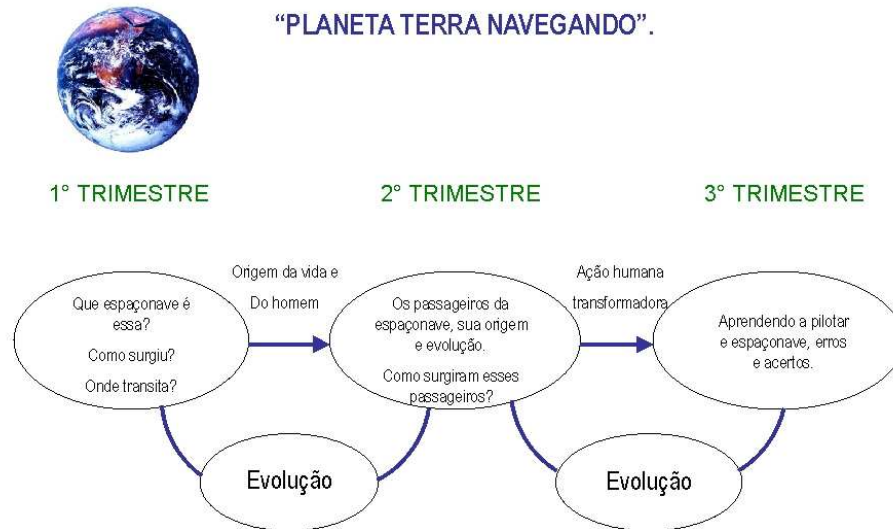 “PLANETA TERRA NAVEGANDO”.
1° TRIMESTRE
2° TRIMESTRE
3° TRIMESTRE
Que espaçonave é
essa?
Como surgiu?
Onde transita?
Origem da vida e
Do homem
Os passageiros da
espaçonave, sua origem
e evolução.
Como surgiram esses
passageiros?
Ação humana
transformadora
Aprendendo a pilotar
e espaçonave, erros
e acertos.
Evolução
Evolução